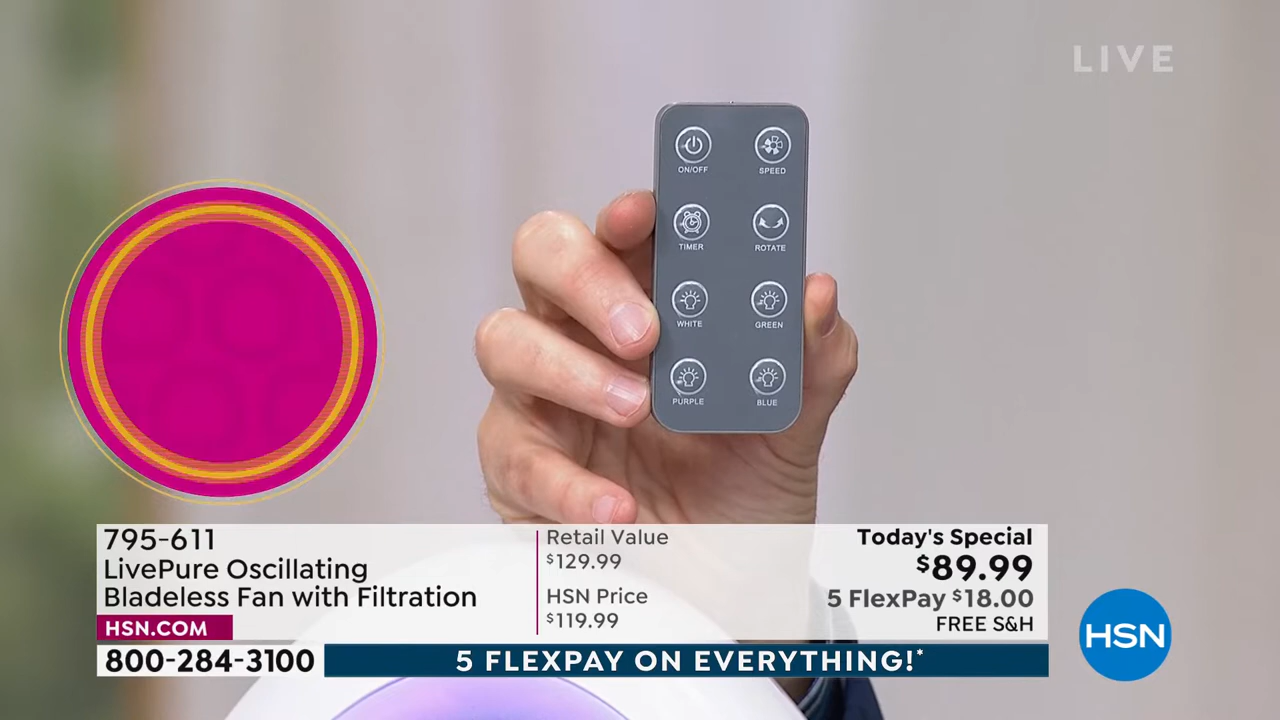 LIVE
ON/OFF
SPEED
TIMER
ROTATE
WHITE
GREEN
PURPLE
BLUE
795-611
LivePure Oscillating
Bladeless Fan with Filtration
HSN.COM
800-284-3100
Retail Value
$129.99
HSN Price
$119.99
Today's Special
$89.99
5 FlexPay $18.00
FREE S&H
5 FLEXPAY ON EVERYTHING!*
HSN